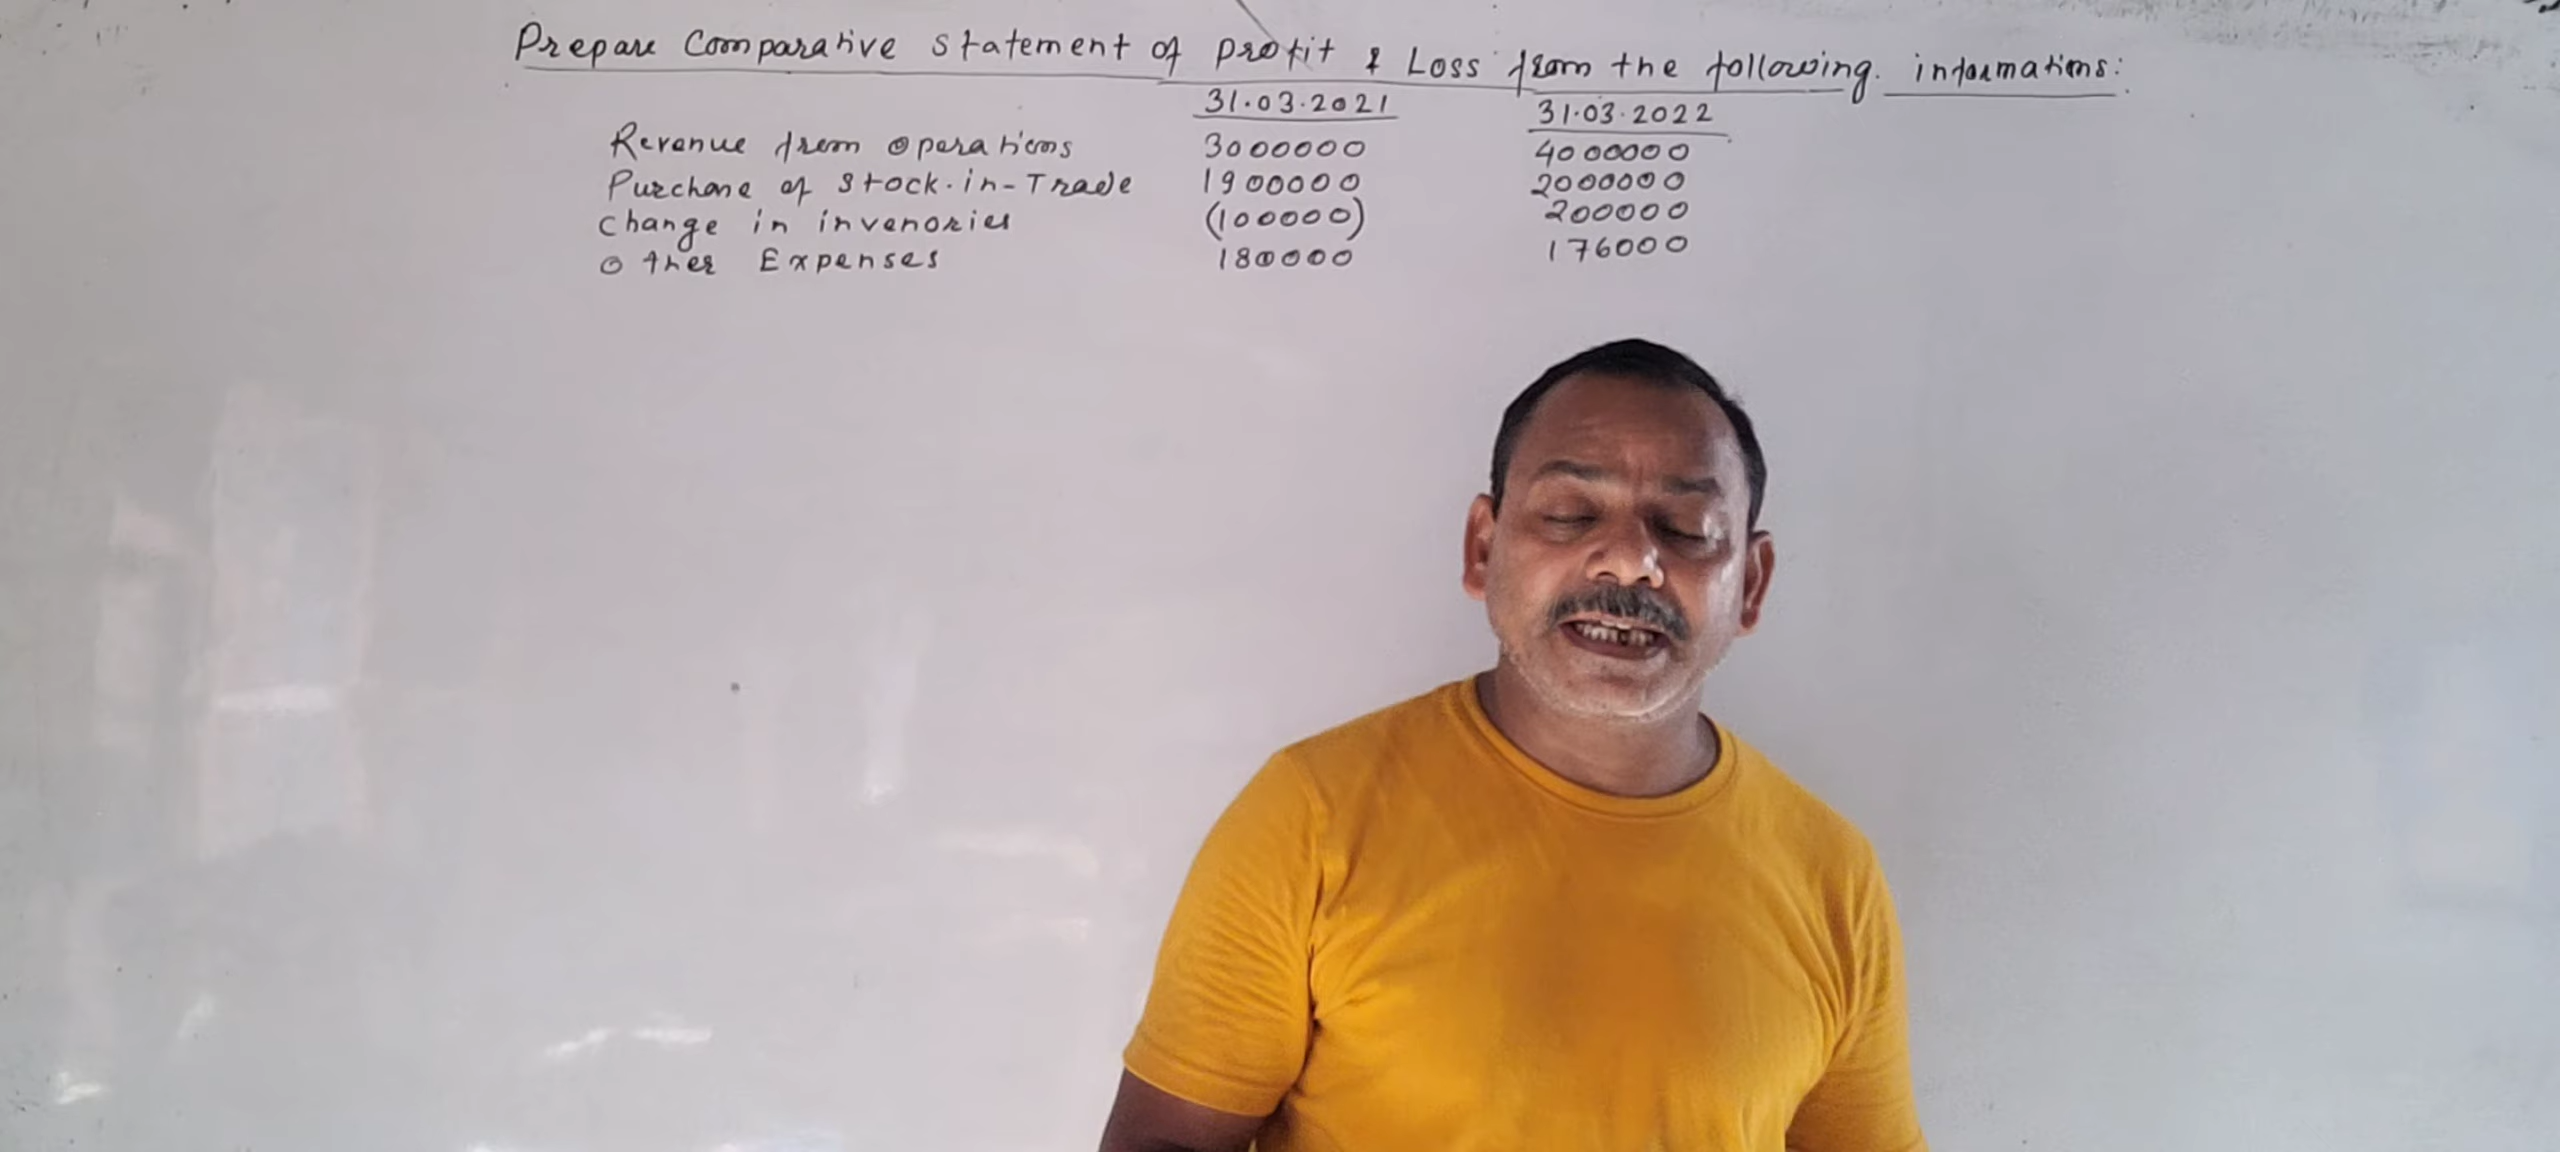 Prepare Comparative Statement of Profit & Loss from the following informations:
31.03.2021 31.03.2022
Revenue from Operations 3000000 4000000
Purchase of Stock-in-Trade 1900000 2000000
Change in invenories (100000) 200000
Other Expenses 180000 176000